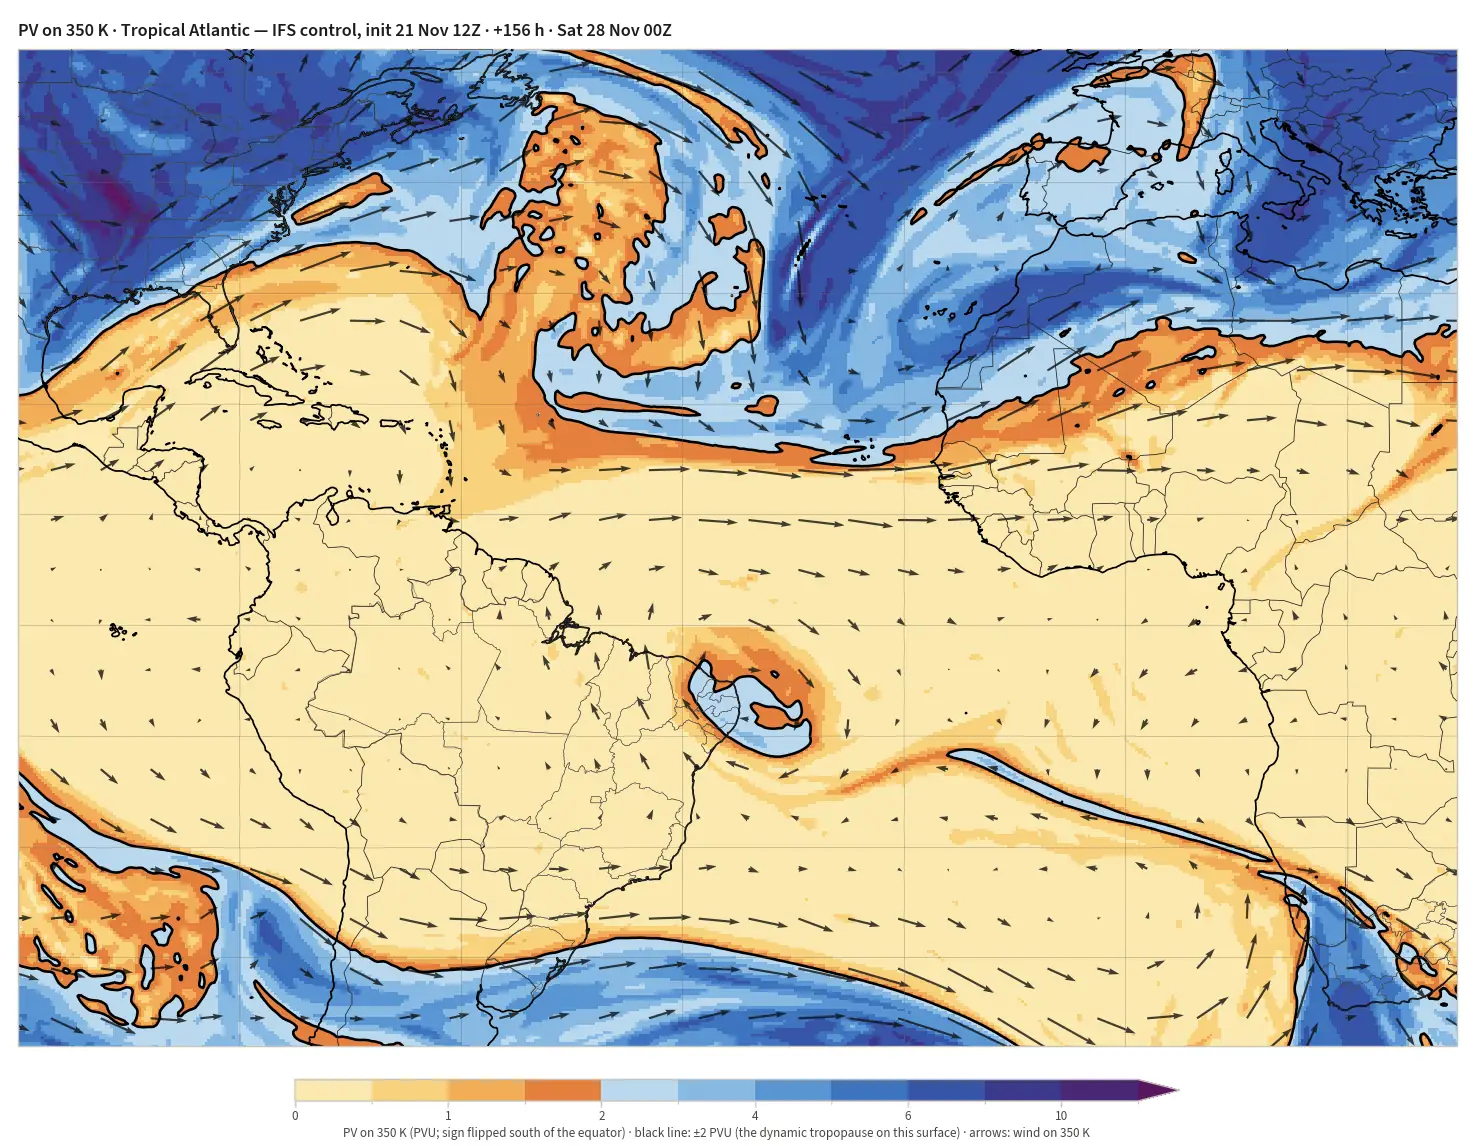 PV on 350 K · Tropical Atlantic — IFS control, init 21 Nov 12Z · +156 h · Sat 28 Nov 00Z
0 1 2 4 6 10
PV on 350 K (PVU; sign flipped south of the equator) · black line: ±2 PVU (the dynamic tropopause on this surface) · arrows: wind on 350 K